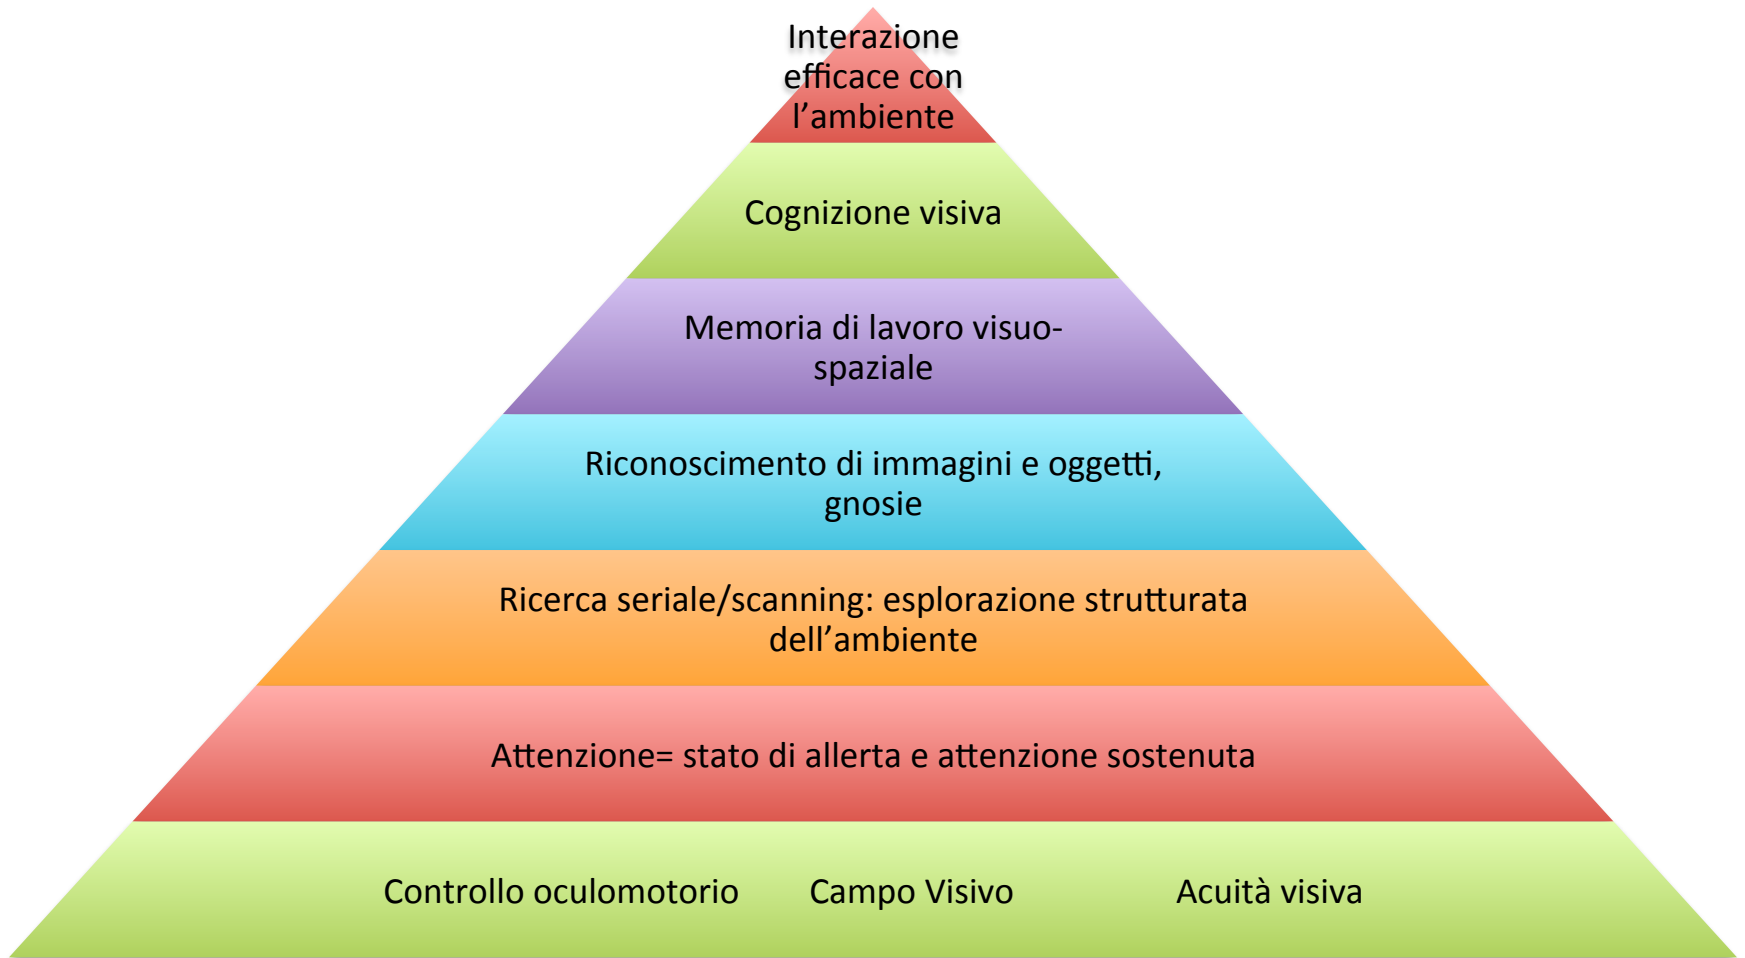 Interazione
efficace con
l’ambiente
Cognizione visiva
Memoria di lavoro visuo-
spaziale
Riconoscimento di immagini e oggetti,
gnosie
Ricerca seriale/scanning: esplorazione strutturata
dell’ambiente
Attenzione= stato di allerta e attenzione sostenuta
Controllo oculomotorio Campo Visivo Acuità visiva